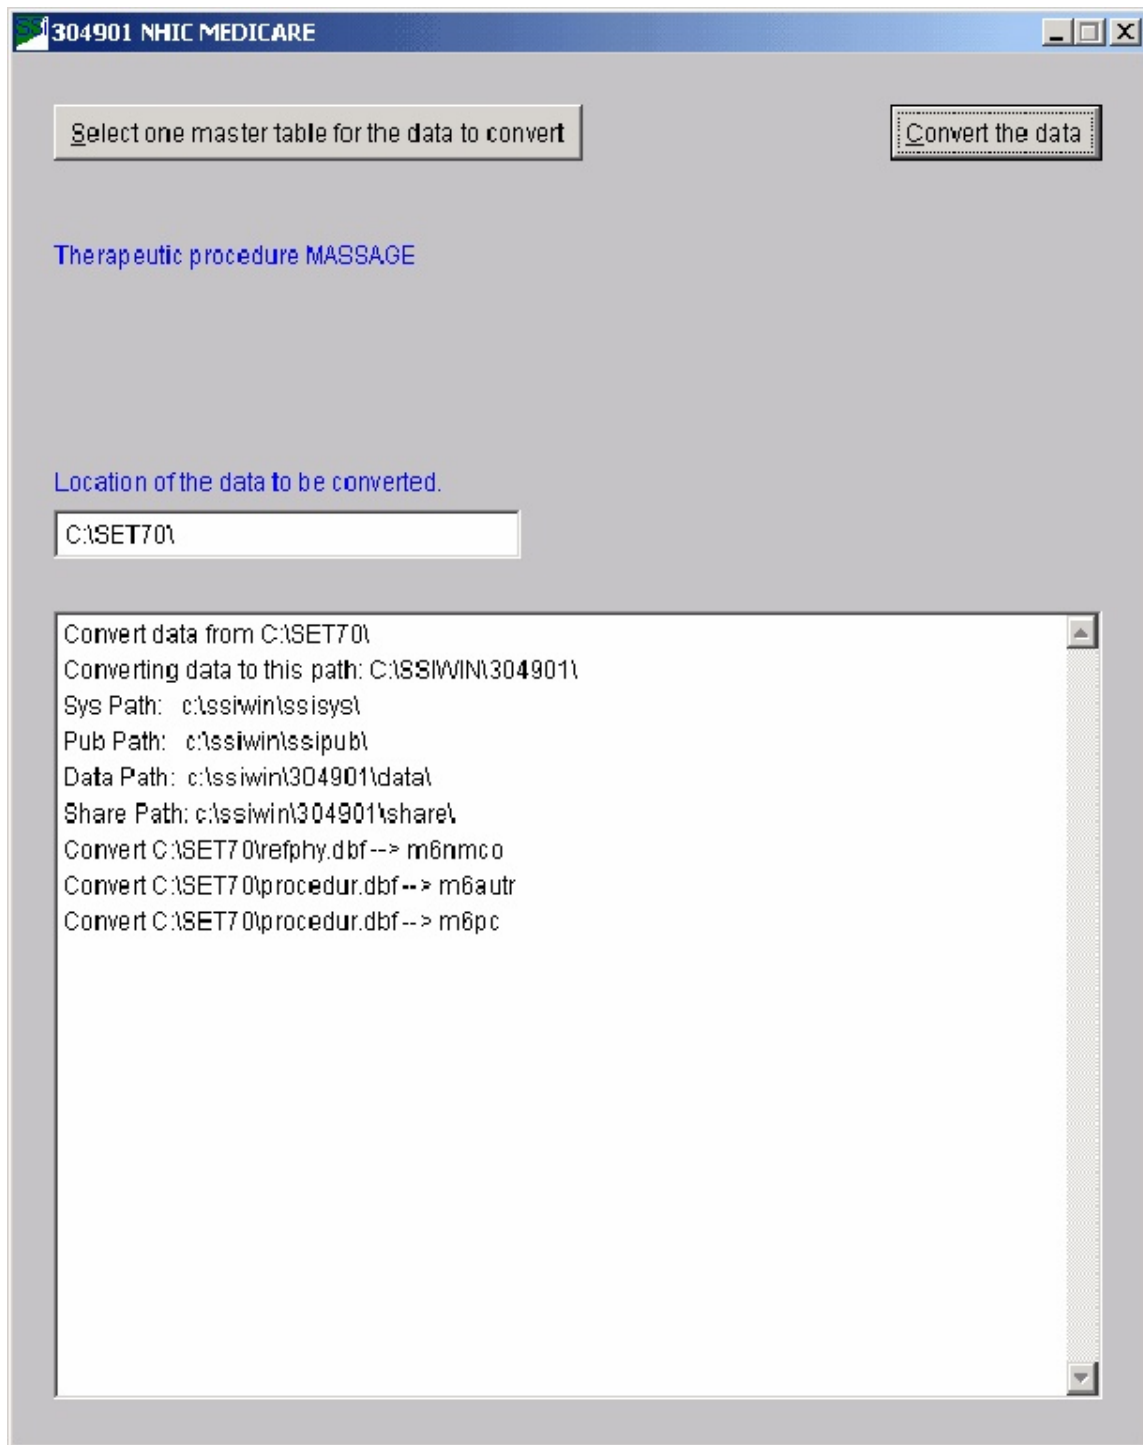 SSI
304901 NHIC MEDICARE
Select one master table for the data to convert
Convert the data
Therapeutic procedure MASSAGE
Location of the data to be converted.
C:\SET70\
Convert data from C:\SET70\
Converting data to this path: C:\SSIWIN\304901\
Sys Path: c:\ssiwin\ssisys\
Pub Path: c:\ssiwin\ssipub\
Data Path: c:\ssiwin\304901\data\
Share Path: c:\ssiwin\304901\share\
Convert C:\SET70\refphy.dbf --> m6nmco
Convert C:\SET70\procedur.dbf --> m6autr
Convert C:\SET70\procedur.dbf --> m6pc